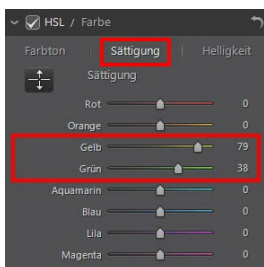 HSL / Farbe
Farbton | Sättigung | Helligkeit
Sättigung
Rot 0
Orange 0
Gelb 79
Grün 38
Aquamarin 0
Blau 0
Lila 0
Magenta 0